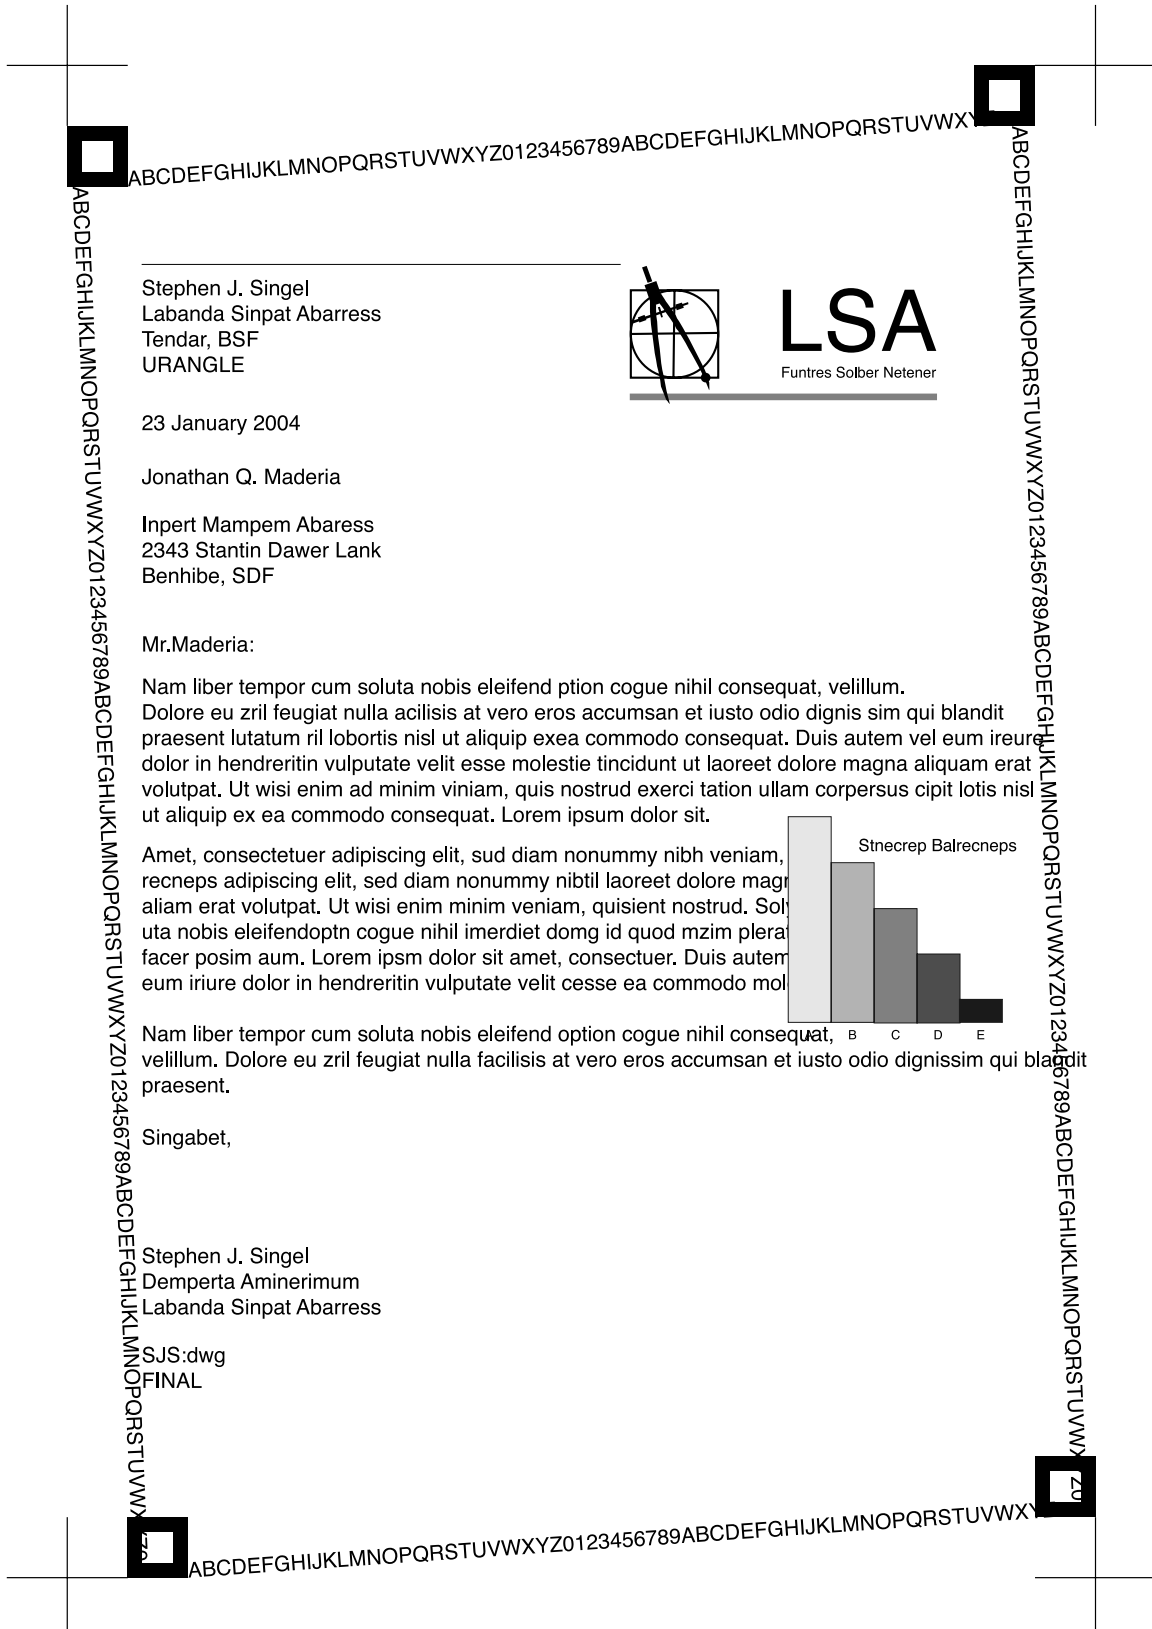 ABCDEFGHIJKLMNOPQRSTUVWXYZ0123456789ABCDEFGHIJKLMNOPQRSTUVWXY
ABCDEFGHIJKLMNOPQRSTUVWXYZ0123456789ABCDEFGHIJKLMNOPQRSTUVWXYZ0123456789ABCDEFGHIJKLMNOPQRSTUVWX
Stephen J. Singel
Labanda Sinpat Abarress
Tendar, BSF
URANGLE
LSA
Funtres Solber Netener
23 January 2004
Jonathan Q. Maderia
Inpert Mampem Abaress
2343 Stantin Dawer Lank
Benhibe, SDF
Mr.Maderia:
Nam liber tempor cum soluta nobis eleifend ption cogue nihil consequat, velillum.
Dolore eu zril feugiat nulla acilisis at vero eros accumsan et iusto odio dignis sim qui blandit
praesent lutatum ril lobortis nisl ut aliquip exea commodo consequat. Duis autem vel eum ireure
dolor in hendreritin vulputate velit esse molestie tincidunt ut laoreet dolore magna aliquam erat
volutpat. Ut wisi enim ad minim viniam, quis nostrud exerci tation ullam corpersus cipit lotis nisl
ut aliquip ex ea commodo consequat. Lorem ipsum dolor sit.
Amet, consectetuer adipiscing elit, sud diam nonummy nibh veniam,
recneps adipiscing elit, sed diam nonummy nibtil laoreet dolore magn
aliam erat volutpat. Ut wisi enim minim veniam, quisient nostrud. Soly
uta nobis eleifendoptn cogue nihil imerdiet domg id quod mzim plerat
facer posim aum. Lorem ipsm dolor sit amet, consectuer. Duis autem
eum iriure dolor in hendreritin vulputate velit cesse ea commodo mol
Stnecrep Balrecneps
A B C D E
Nam liber tempor cum soluta nobis eleifend option cogue nihil consequat,
velillum. Dolore eu zril feugiat nulla facilisis at vero eros accumsan et iusto odio dignissim qui blandit
praesent.
Singabet,
Stephen J. Singel
Demperta Aminerimum
Labanda Sinpat Abarress
SJS:dwg
FINAL
ABCDEFGHIJKLMNOPQRSTUVWXYZ0123456789ABCDEFGHIJKLMNOPQRSTUVWXYZ0123456789ABCDEFGHIJKLMNOPQRSTUVWX Z0
ABCDEFGHIJKLMNOPQRSTUVWXYZ0123456789ABCDEFGHIJKLMNOPQRSTUVWXY